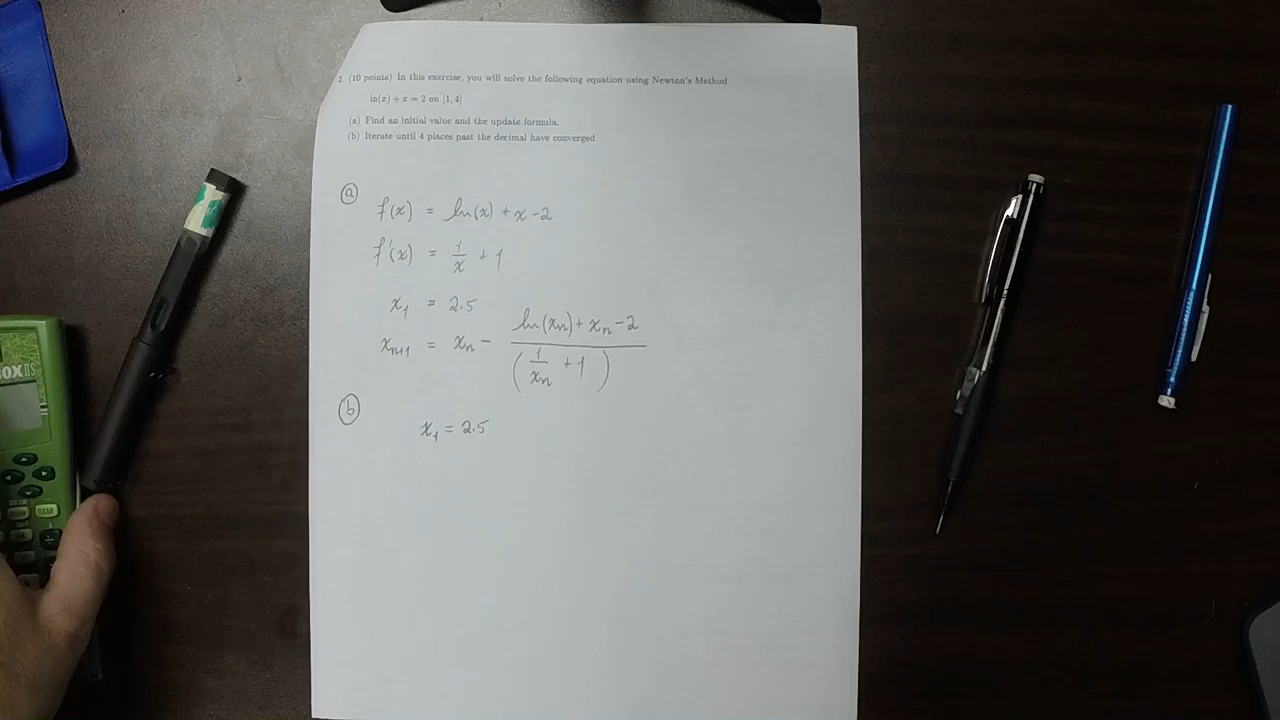 2. (10 points) In this exercise, you will solve the following equation using Newton's Method.
ln(x) + x = 2 on [1, 4]
(a) Find an initial value and the update formula.
(b) Iterate until 4 places past the decimal have converged.
(a)
f(x) = ln(x) + x - 2
f'(x) = 1/x + 1
x₁ = 2.5
xₙ₊₁ = xₙ - (ln(xₙ) + xₙ - 2) / (1/xₙ + 1)
(b)
x₁ = 2.5
CLEAR